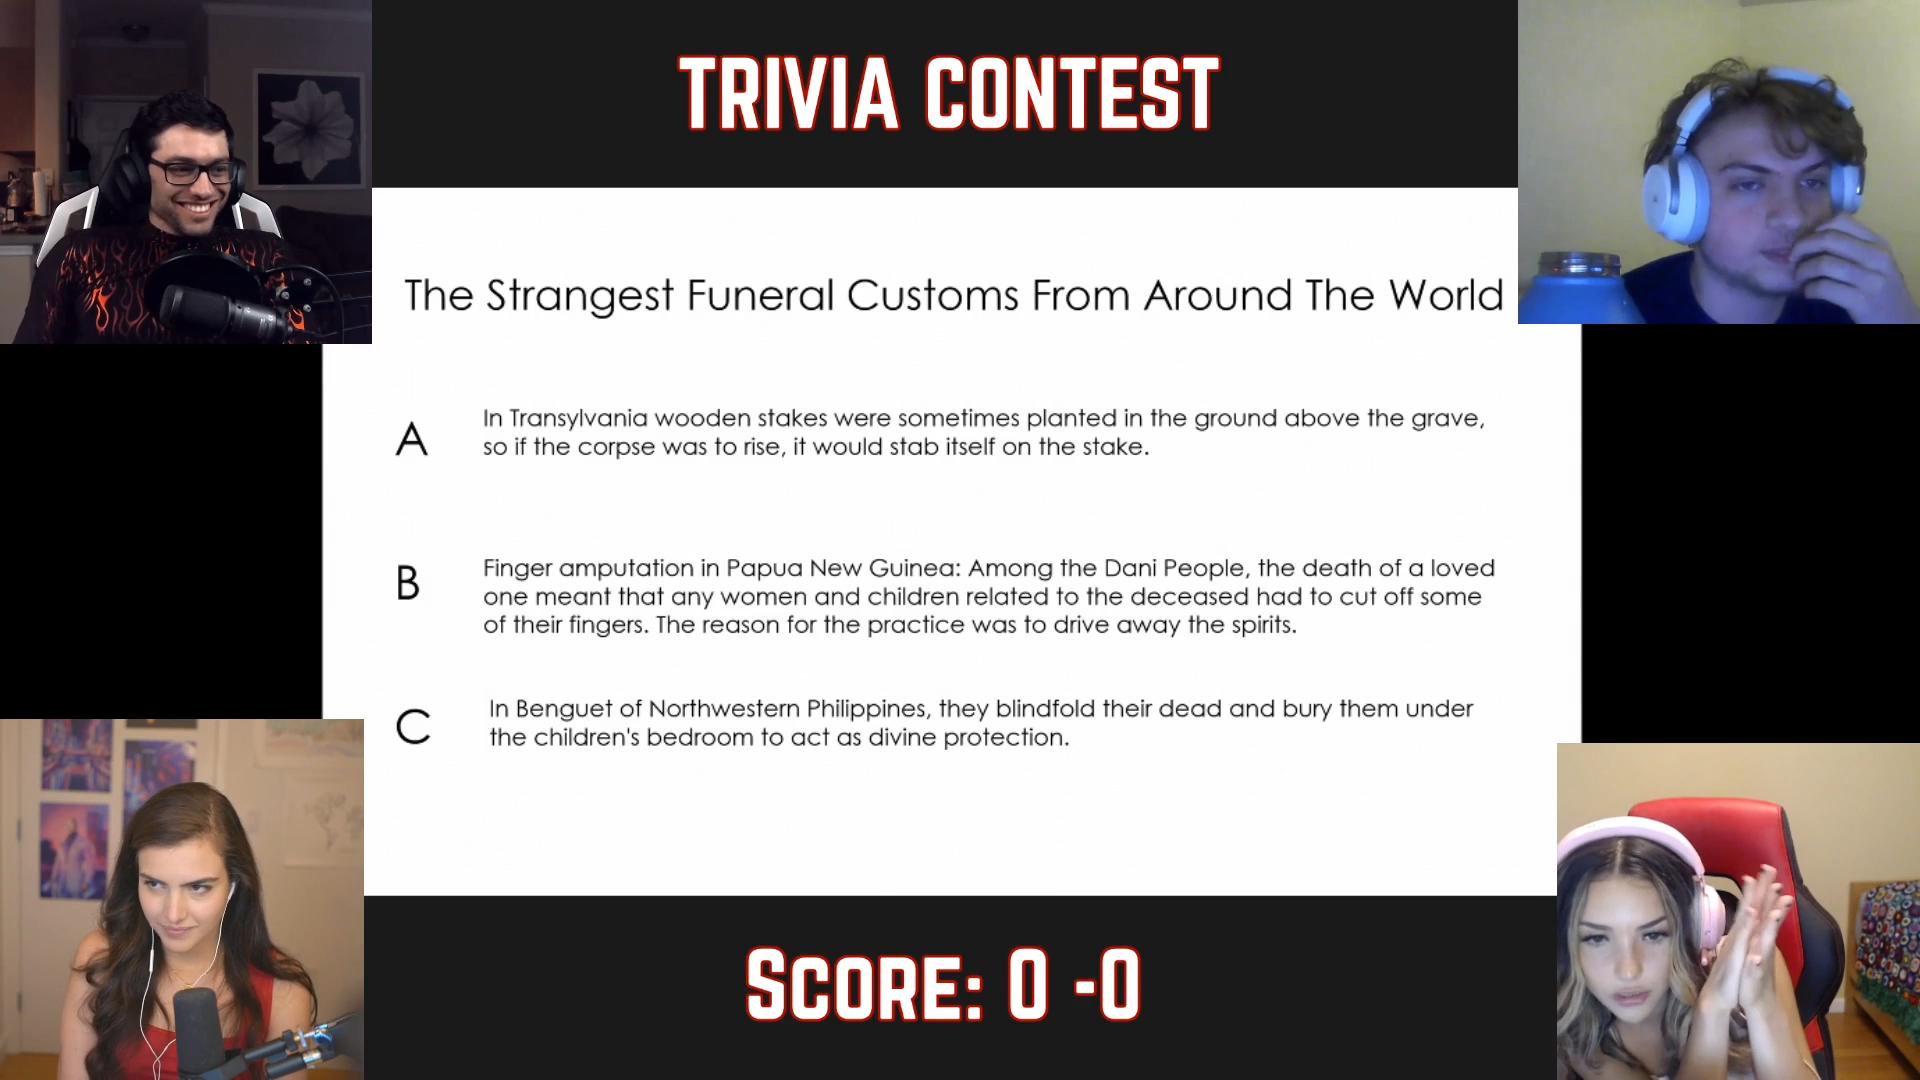 TRIVIA CONTEST
The Strangest Funeral Customs From Around The World
A
In Transylvania wooden stakes were sometimes planted in the ground above the grave,
so if the corpse was to rise, it would stab itself on the stake.
B
Finger amputation in Papua New Guinea: Among the Dani People, the death of a loved
one meant that any women and children related to the deceased had to cut off some
of their fingers. The reason for the practice was to drive away the spirits.
C
In Benguet of Northwestern Philippines, they blindfold their dead and bury them under
the children's bedroom to act as divine protection.
SCORE: 0 -0